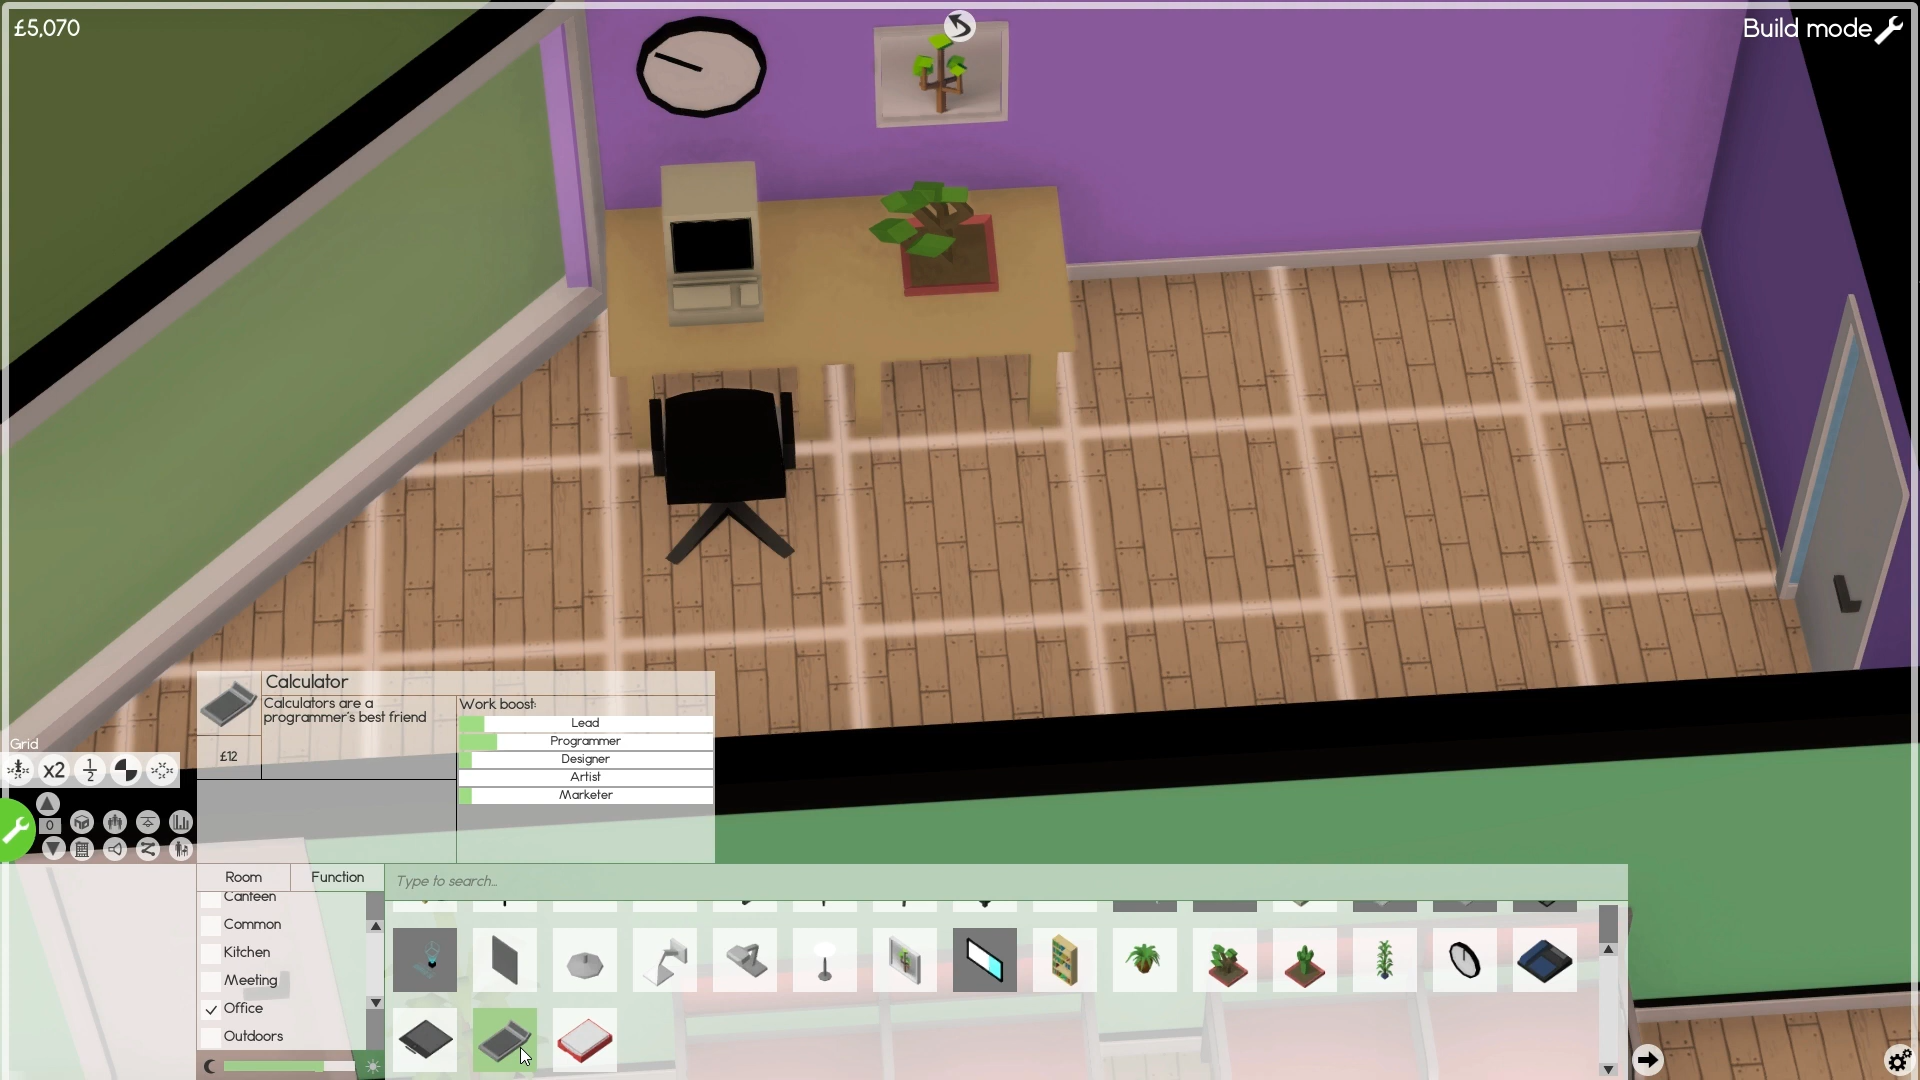 £5,070
Build mode
Calculator
Calculators are a
programmer's best friend
£12
Work boost:
Lead
Programmer
Designer
Artist
Marketer
Grid
x2
1
2
0
Room
Function
Type to search...
Canteen
Common
Kitchen
Meeting
Office
Outdoors